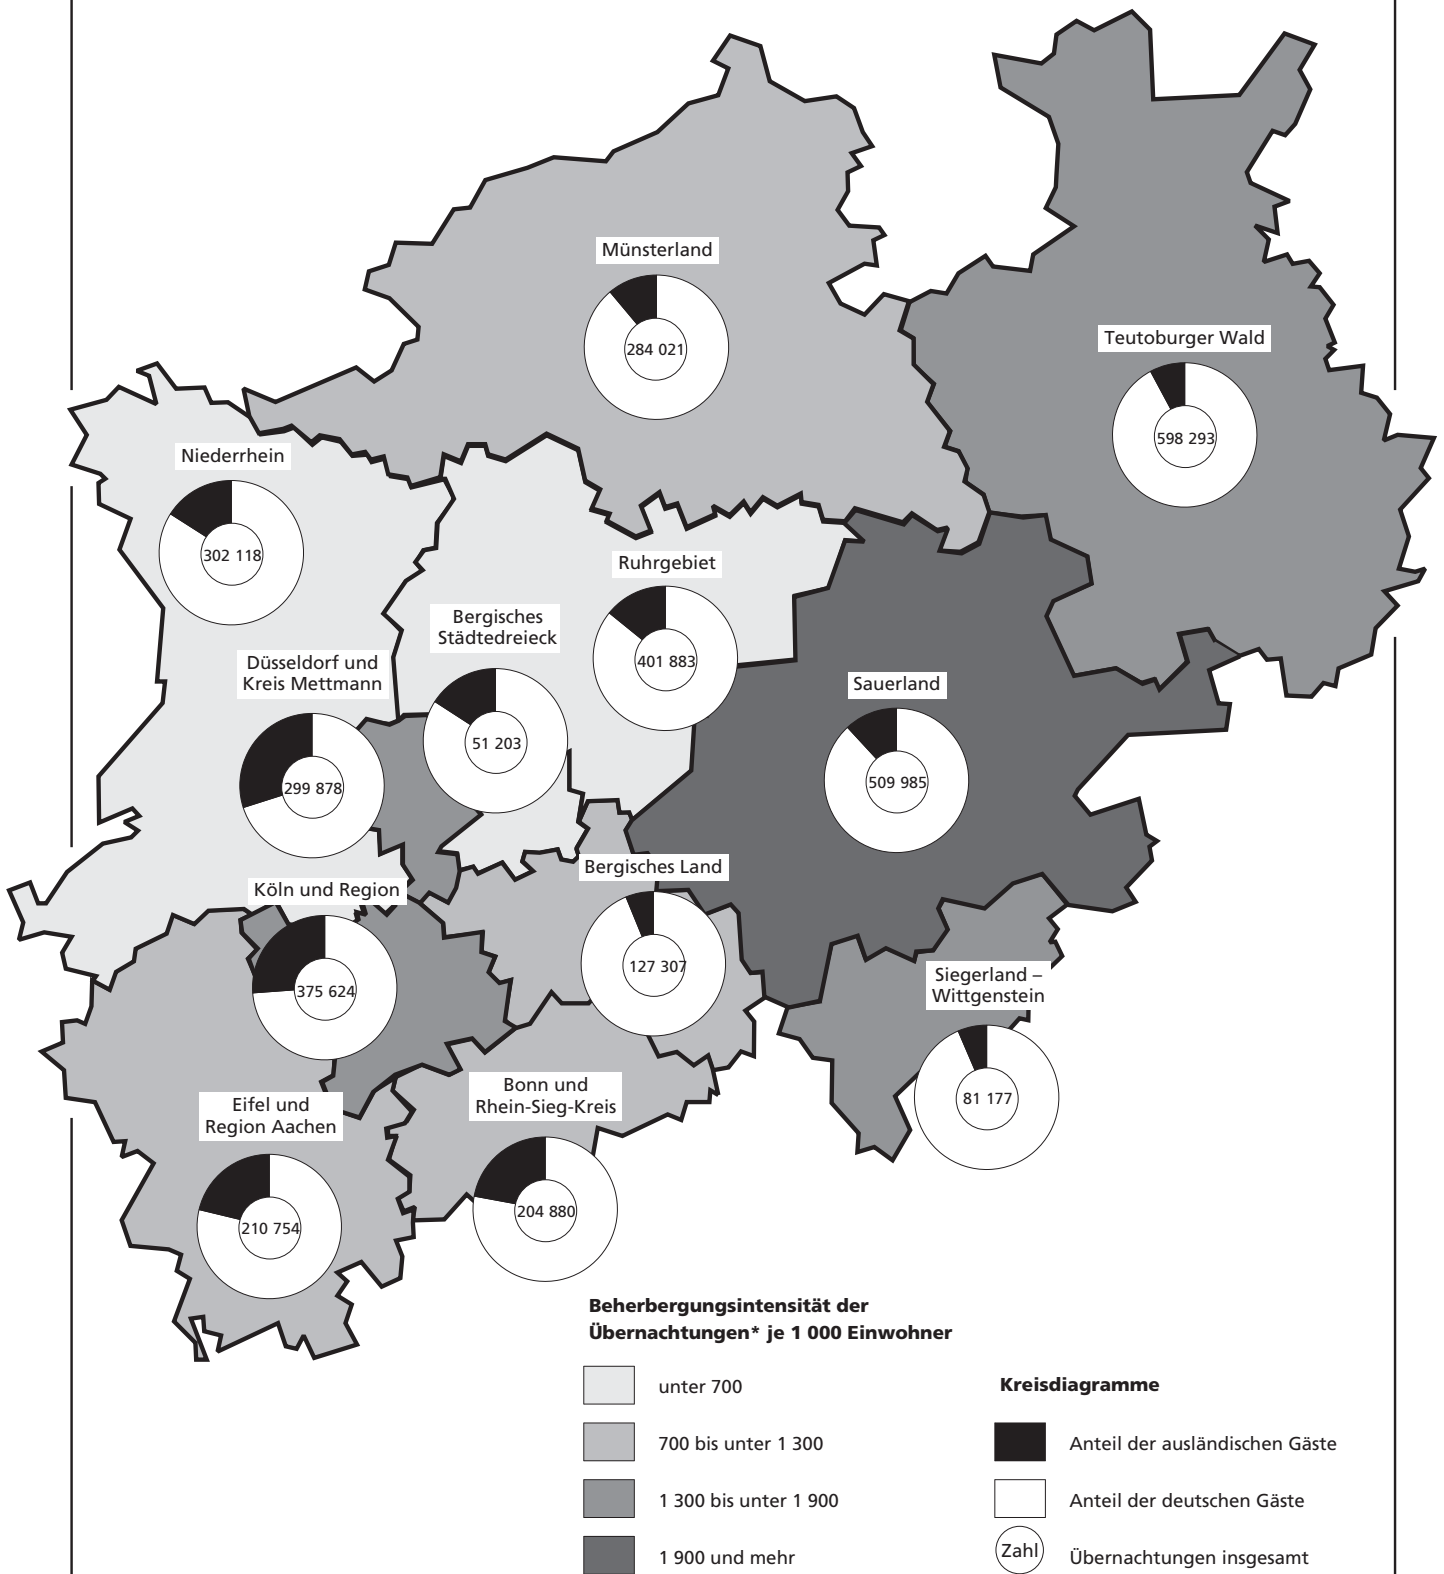 Münsterland
284 021
Teutoburger Wald
598 293
Niederrhein
302 118
Ruhrgebiet
401 883
Bergisches
Städtedreieck
51 203
Düsseldorf und
Kreis Mettmann
299 878
Sauerland
509 985
Bergisches Land
127 307
Köln und Region
375 624
Siegerland –
Wittgenstein
81 177
Bonn und
Rhein-Sieg-Kreis
204 880
Eifel und
Region Aachen
210 754
Beherbergungsintensität der
Übernachtungen* je 1 000 Einwohner
unter 700
700 bis unter 1 300
1 300 bis unter 1 900
1 900 und mehr
Kreisdiagramme
Anteil der ausländischen Gäste
Anteil der deutschen Gäste
Zahl
Übernachtungen insgesamt